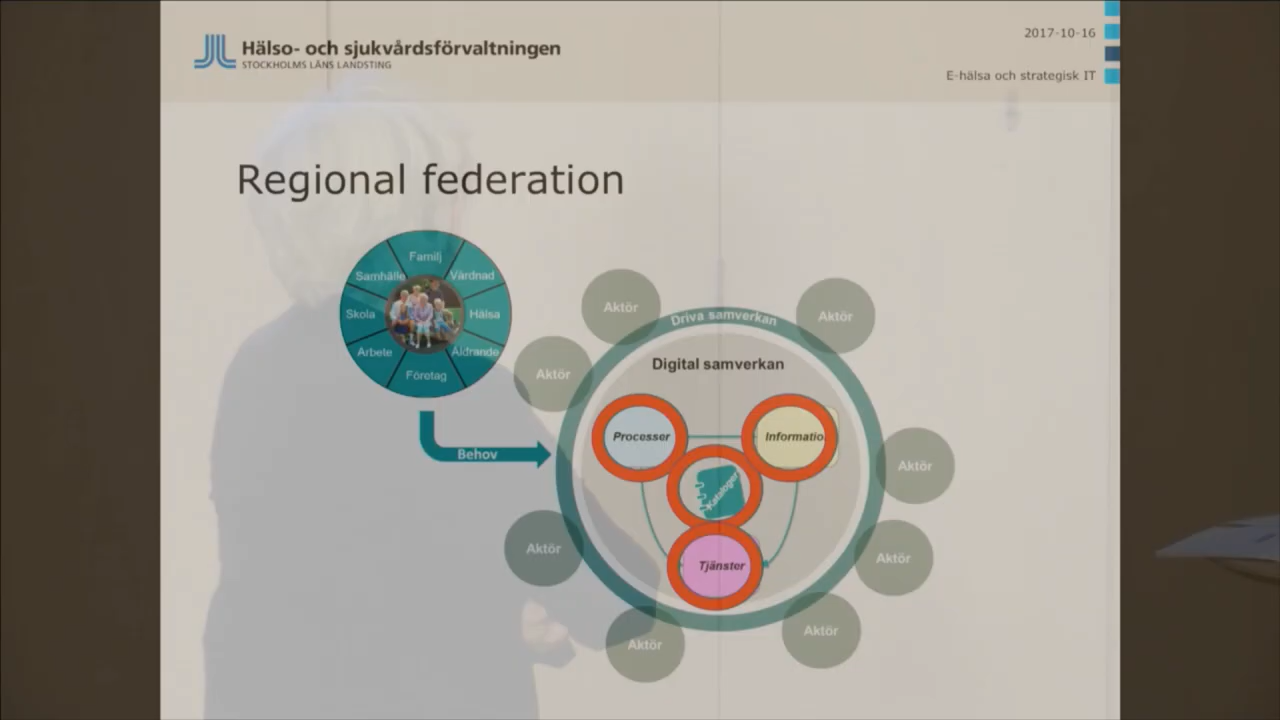 Hälso- och sjukvårdsförvaltningen
STOCKHOLMS LÄNS LANDSTING
2017-10-16
E-hälsa och strategisk IT
Regional federation
Familj
Samhälle
Vårdnad
Skola
Hälsa
Arbete
Åldrande
Företag
Behov
Aktör
Aktör
Aktör
Aktör
Aktör
Aktör
Aktör
Aktör
Driva samverkan
Digital samverkan
Processer
Informatio
Kataloger
Tjänster